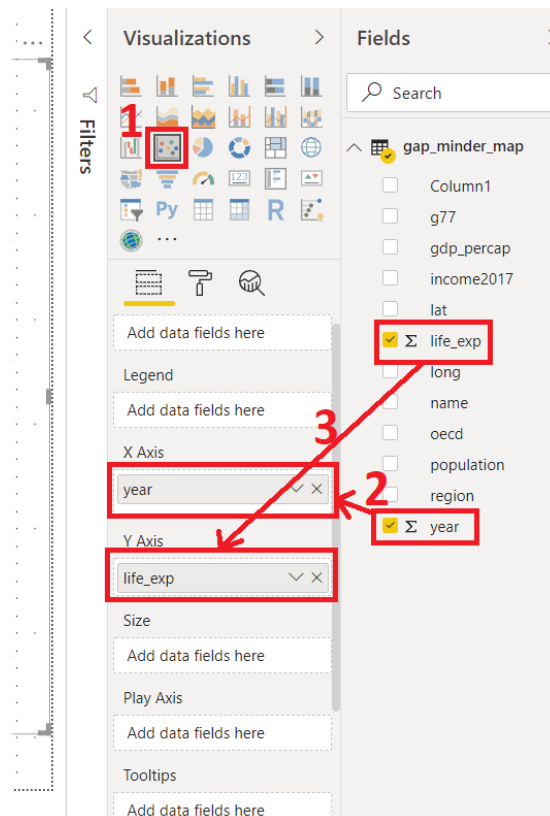 Visualizations
Fields
Search
Filters
1
123
Py
R
gap_minder_map
Column1
g77
gdp_percap
income2017
lat
Σ life_exp
long
name
oecd
population
region
Σ year
Add data fields here
Legend
Add data fields here
3
X Axis
year
2
Y Axis
life_exp
Size
Add data fields here
Play Axis
Add data fields here
Tooltips
Add data fields here